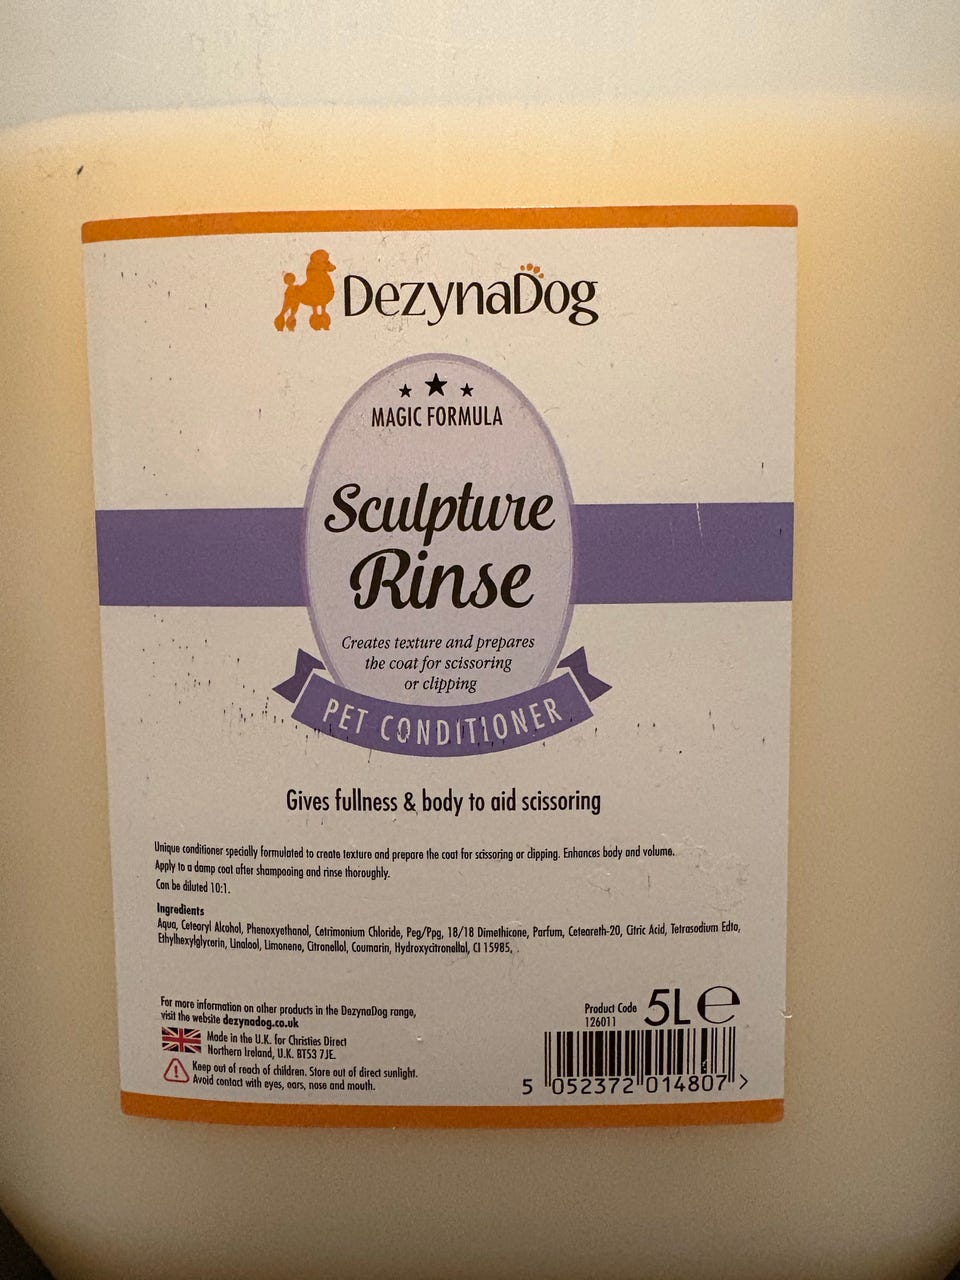 DezynaDog
MAGIC FORMULA
Sculpture
Rinse
Creates texture and prepares
the coat for scissoring
or clipping
PET CONDITIONER
Gives fullness & body to aid scissoring
Unique conditioner specially formulated to create texture and prepare the coat for scissoring or clipping. Enhances body and volume.
Apply to a damp coat after shampooing and rinse thoroughly.
Can be diluted 10:1.
Ingredients
Aqua, Cetearyl Alcohol, Phenoxyethanol, Cetrimonium Chloride, Peg/Ppg, 18/18 Dimethicone, Parfum, Ceteareth-20, Citric Acid, Tetrasodium Edta,
Ethylhexylglycerin, Linalool, Limonene, Citronellol, Coumarin, Hydroxycitronellal, CI 15985, .
For more information on other products in the DezynaDog range,
visit the website dezynadog.co.uk
Made in the U.K. for Christies Direct
Northern Ireland, U.K. BT53 7JE.
Keep out of reach of children. Store out of direct sunlight.
Avoid contact with eyes, ears, nose and mouth.
Product Code
126011
5L e
5 052372 014807 >